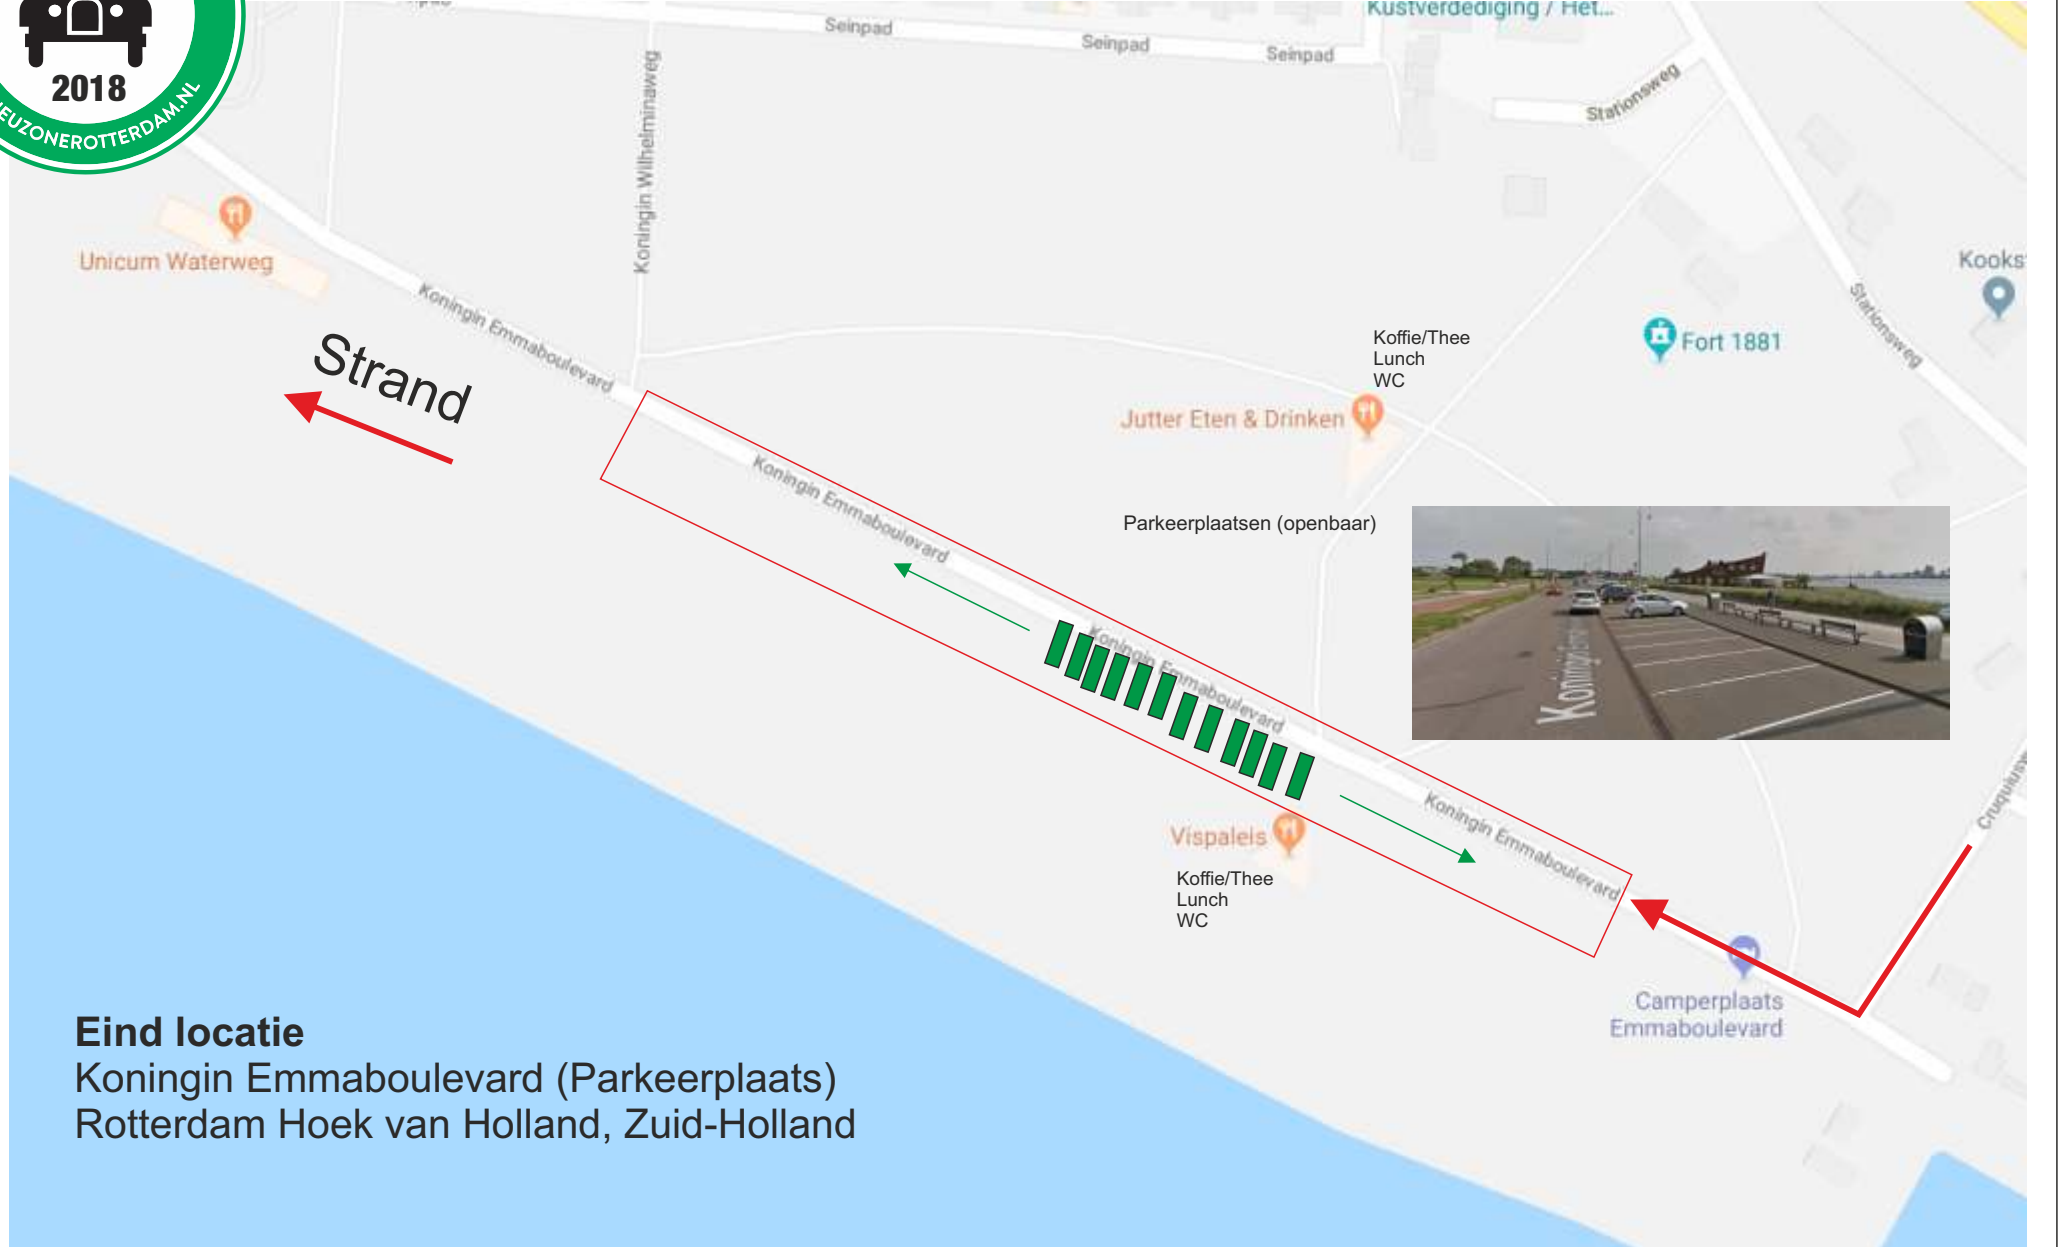 2018
EUZONEROTTERDAM.NL
Kustverdediging / Het...
Seinpad
Seinpad
Seinpad
Stationsweg
Koningin Wilhelminaweg
Unicum Waterweg
Kooks
Koningin Emmaboulevard
Strand
Stationsweg
Fort 1881
Koffie/Thee
Lunch
WC
Jutter Eten & Drinken
Koningin Emmaboulevard
Parkeerplaatsen (openbaar)
Koningin Emmaboulevard
Koningin Emmaboulevard
Vispaleis
Koffie/Thee
Lunch
WC
Camperplaats
Emmaboulevard
Eind locatie
Koningin Emmaboulevard (Parkeerplaats)
Rotterdam Hoek van Holland, Zuid-Holland